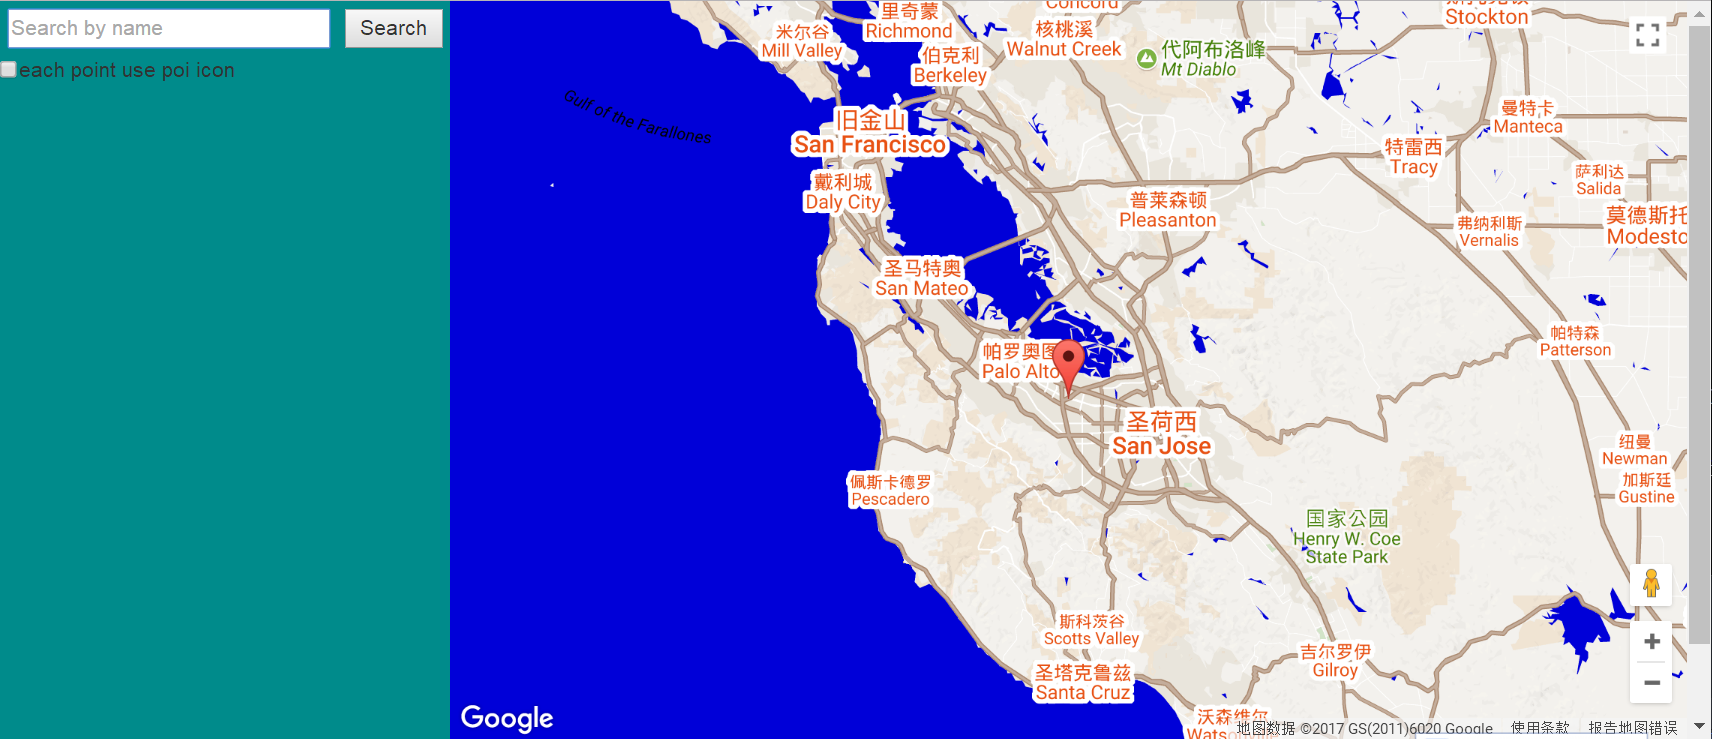 Search by name
Search
each point use poi icon
Gulf of the Farallones
米尔谷
Mill Valley
里奇蒙
Richmond
Concord
核桃溪
Walnut Creek
伯克利
Berkeley
代阿布洛峰
Mt Diablo
Stockton
旧金山
San Francisco
曼特卡
Manteca
特雷西
Tracy
戴利城
Daly City
萨利达
Salida
普莱森顿
Pleasanton
弗纳利斯
Vernalis
莫德斯托
Modesto
圣马特奥
San Mateo
帕罗奥图
Palo Alto
帕特森
Patterson
圣荷西
San Jose
纽曼
Newman
佩斯卡德罗
Pescadero
加斯廷
Gustine
国家公园
Henry W. Coe
State Park
斯科茨谷
Scotts Valley
吉尔罗伊
Gilroy
圣塔克鲁兹
Santa Cruz
沃森维尔
Watsonville
Google
地图数据 ©2017 GS(2011)6020 Google
使用条款
报告地图错误